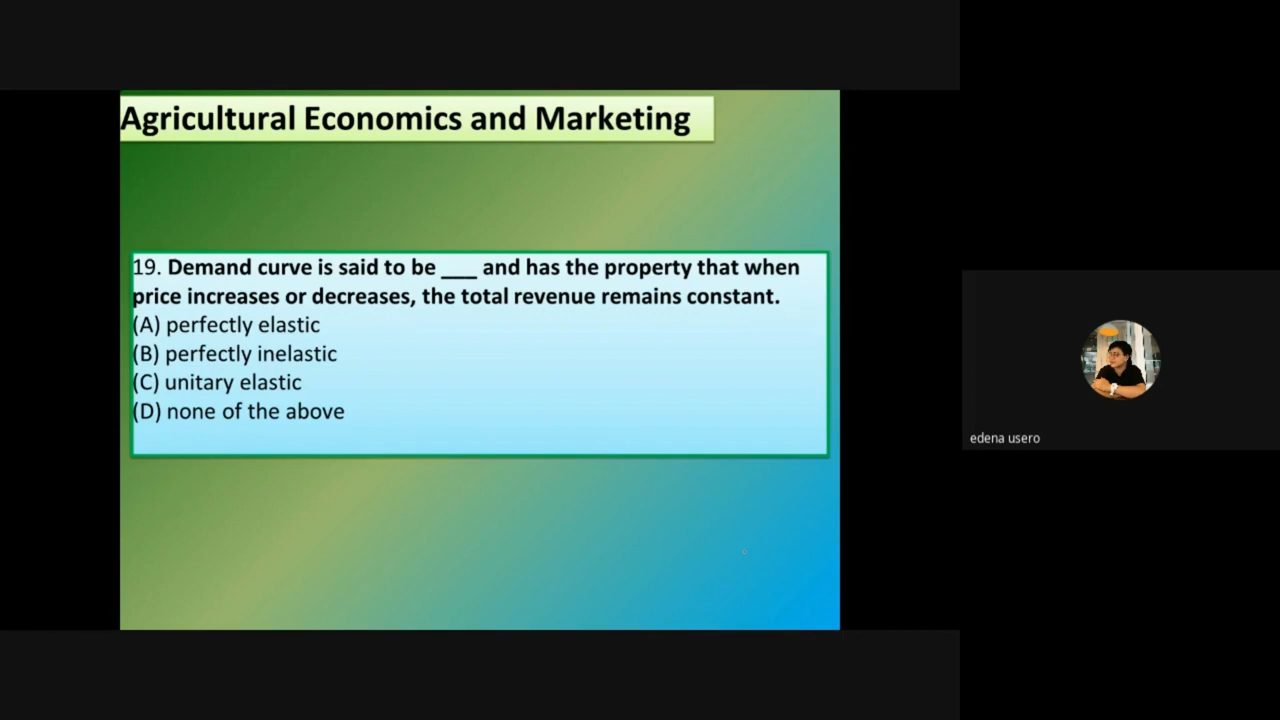 Agricultural Economics and Marketing
19. Demand curve is said to be ___ and has the property that when
price increases or decreases, the total revenue remains constant.
(A) perfectly elastic
(B) perfectly inelastic
(C) unitary elastic
(D) none of the above
edena usero